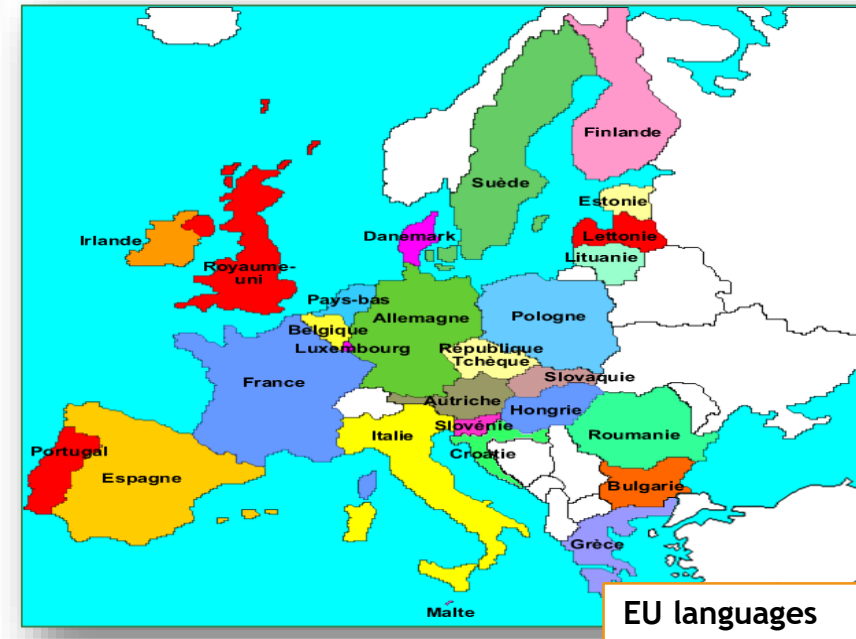 Finlande
Suède
Estonie
Danemark
Lettonie
Irlande
Lituanie
Royaume-
uni
Pays-bas
Allemagne
Pologne
Belgique
Luxembourg
République
Tchèque
Slovaquie
France
Autriche
Hongrie
Slovénie
Italie
Roumanie
Croatie
Portugal
Espagne
Bulgarie
Grèce
Malte
EU languages